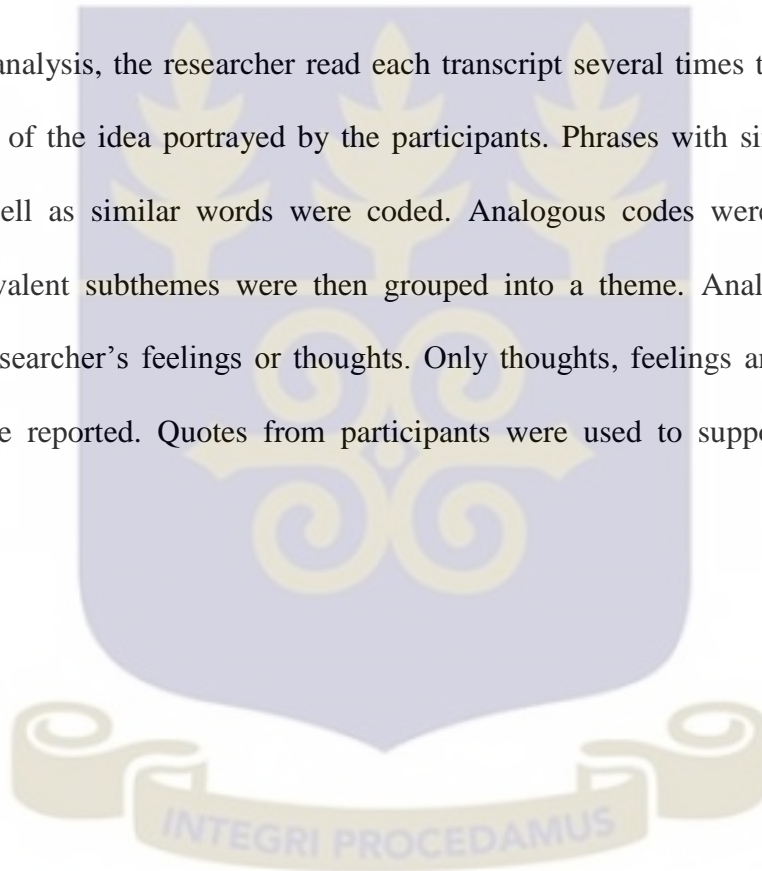 analysis, the researcher read each transcript several times t
of the idea portrayed by the participants. Phrases with si
ell as similar words were coded. Analogous codes were
valent subthemes were then grouped into a theme. Anal
searcher’s feelings or thoughts. Only thoughts, feelings a
e reported. Quotes from participants were used to supp
INTEGRI PROCEDAMUS